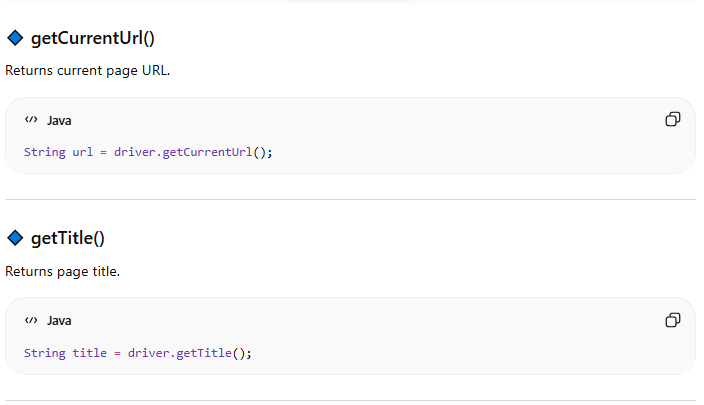 getCurrentUrl()
Returns current page URL.
</> Java
String url = driver.getCurrentUrl();
getTitle()
Returns page title.
</> Java
String title = driver.getTitle();